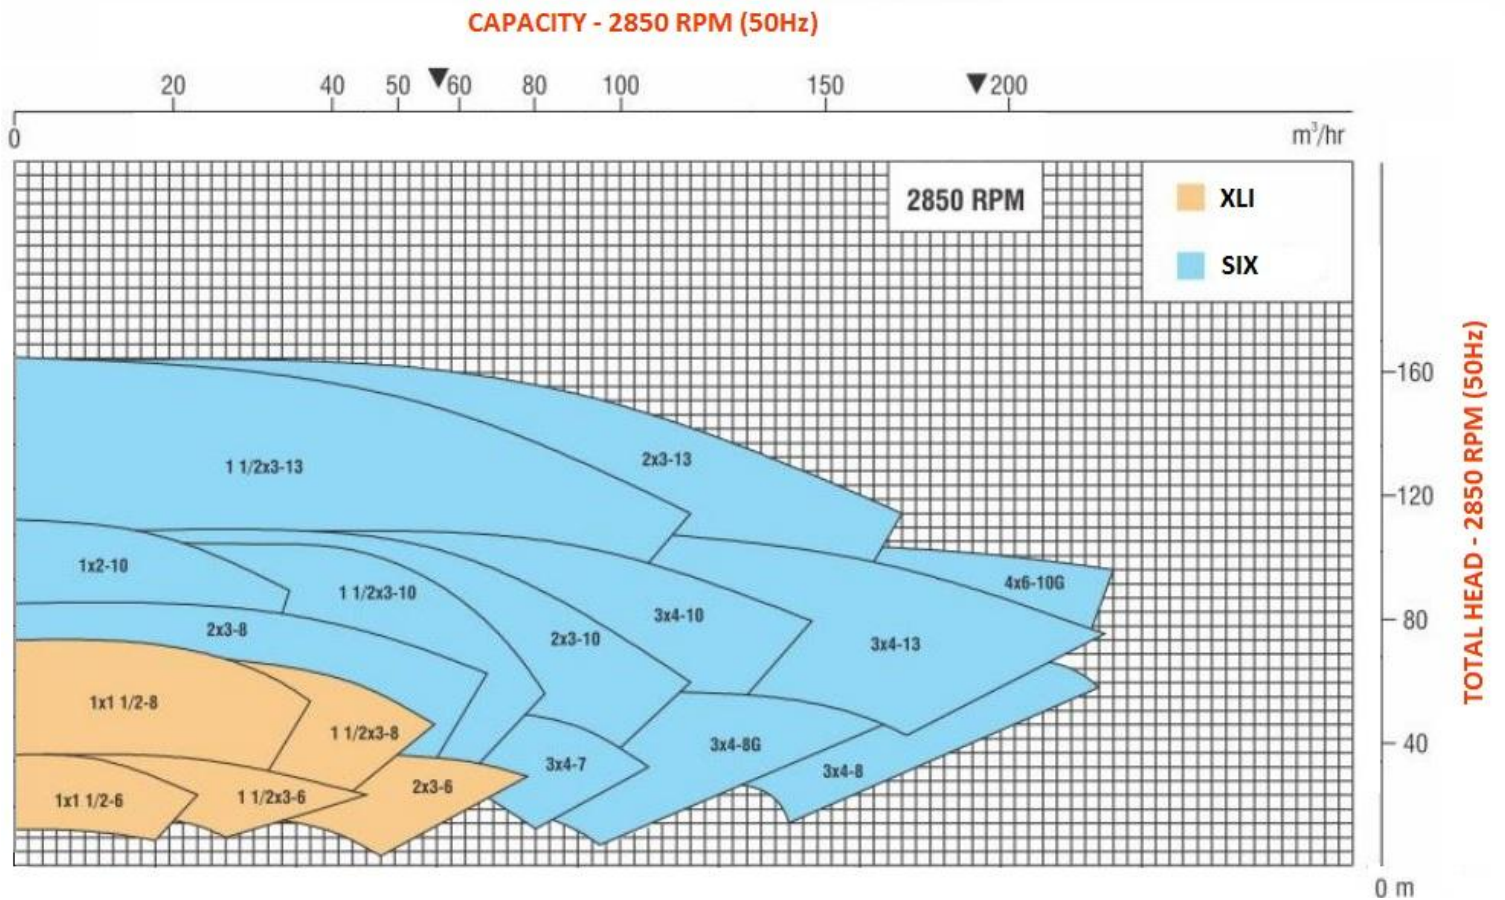 CAPACITY - 2850 RPM (50Hz)
20 40 50 60 80 100 150 200
0
m³/hr
2850 RPM
XLI
SIX
160
1 1/2x3-13
2x3-13
120
1x2-10
1 1/2x3-10
4x6-10G
2x3-8
2x3-10
3x4-10
3x4-13
80
1x1 1/2-8
1 1/2x3-8
3x4-7
3x4-8G
3x4-8
40
1x1 1/2-6
1 1/2x3-6
2x3-6
0 m
TOTAL HEAD - 2850 RPM (50Hz)